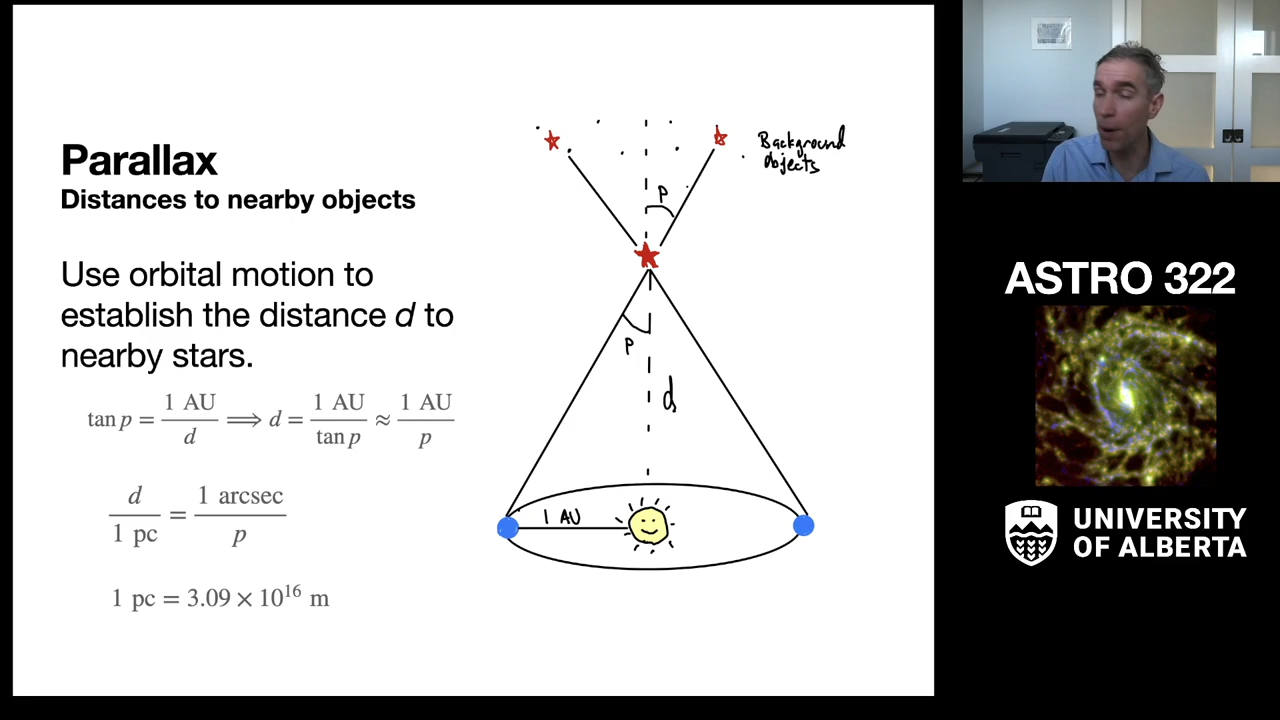 Parallax
Distances to nearby objects
Use orbital motion to
establish the distance d to
nearby stars.
tan p = 1 AU / d ⟹ d = 1 AU / tan p ≈ 1 AU / p
d / 1 pc = 1 arcsec / p
1 pc = 3.09 × 10^16 m
Background
objects
p
p
d
1 AU
ASTRO 322
UNIVERSITY
OF ALBERTA